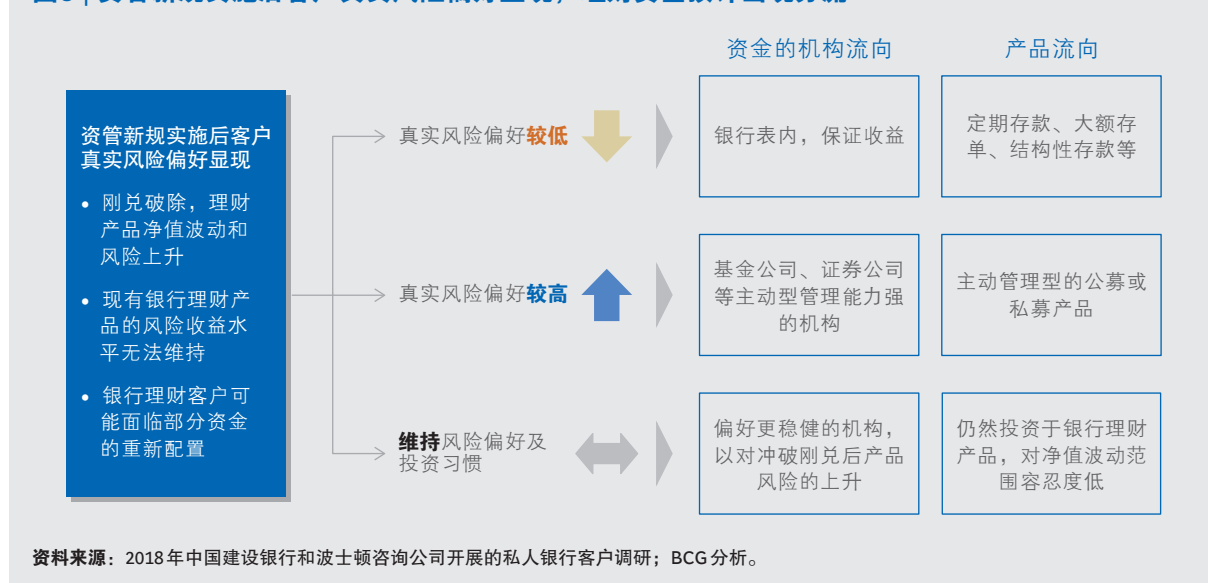 资金的机构流向
产品流向
资管新规实施后客户
真实风险偏好显现
• 刚兑破除，理财
产品净值波动和
风险上升
• 现有银行理财产
品的风险收益水
平无法维持
• 银行理财客户可
能面临部分资金
的重新配置
真实风险偏好较低
银行表内，保证收益
定期存款、大额存
单、结构性存款等
真实风险偏好较高
基金公司、证券公司
等主动型管理能力强
的机构
主动管理型的公募或
私募产品
维持风险偏好及
投资习惯
偏好更稳健的机构，
以对冲破刚兑后产品
风险的上升
仍然投资于银行理财
产品，对净值波动范
围容忍度低
资料来源：2018年中国建设银行和波士顿咨询公司开展的私人银行客户调研；BCG分析。